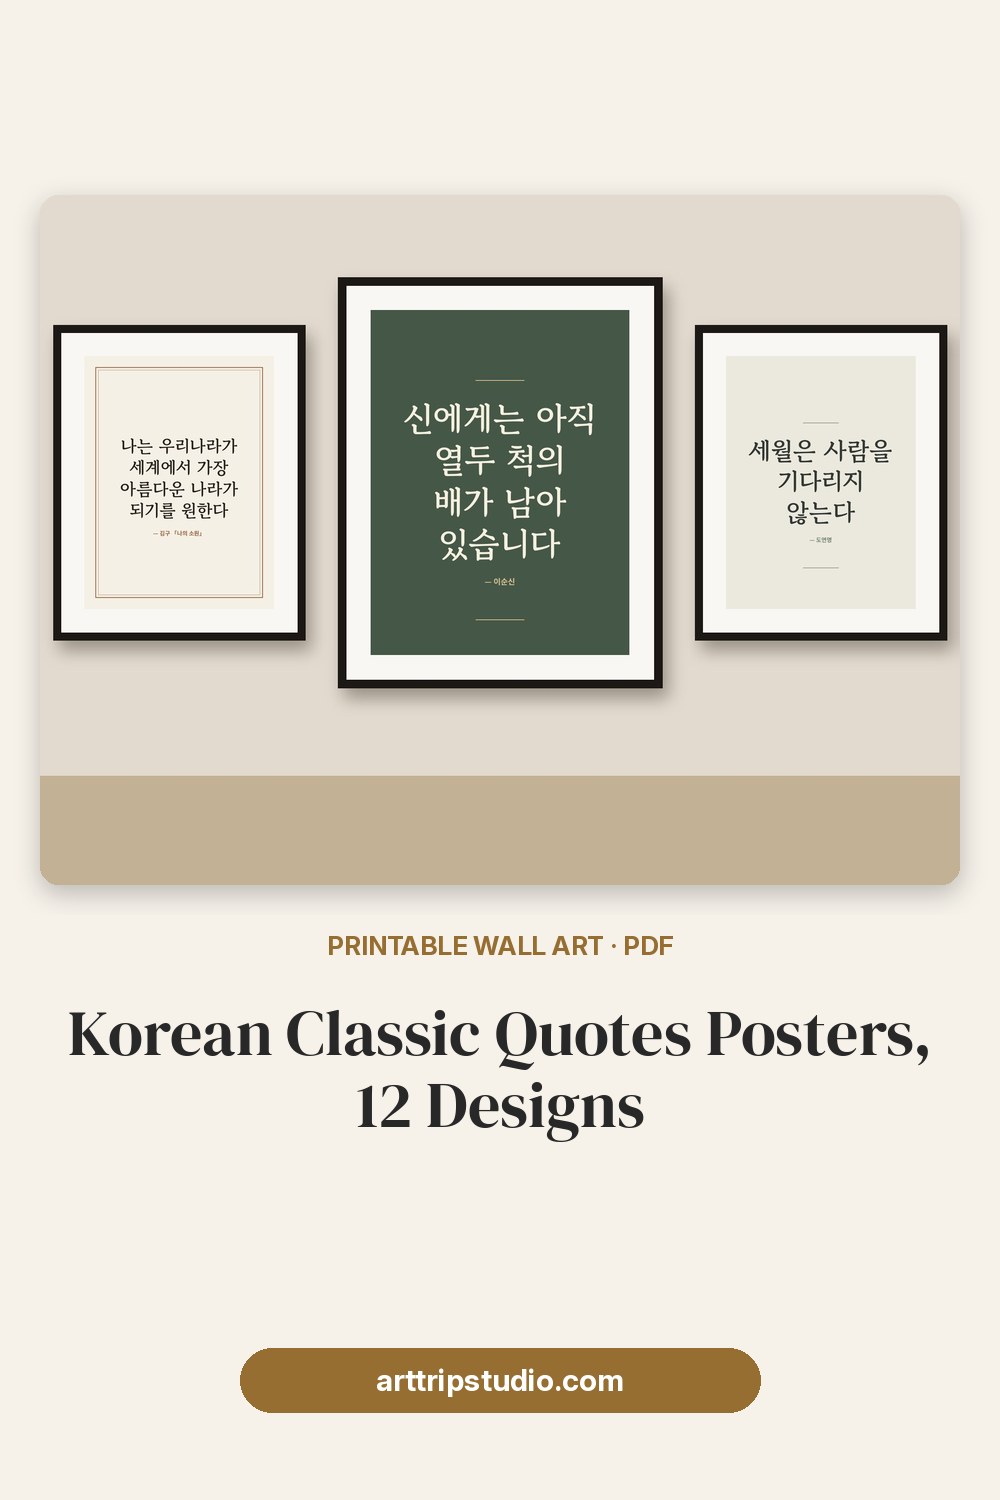 나는 우리나라가
세계에서 가장
아름다운 나라가
되기를 원한다
— 김구 「나의 소원」
신에게는 아직
열두 척의
배가 남아
있습니다
— 이순신
세월은 사람을
기다리지
않는다
— 도연명
PRINTABLE WALL ART · PDF
Korean Classic Quotes Posters,
12 Designs
arttripstudio.com